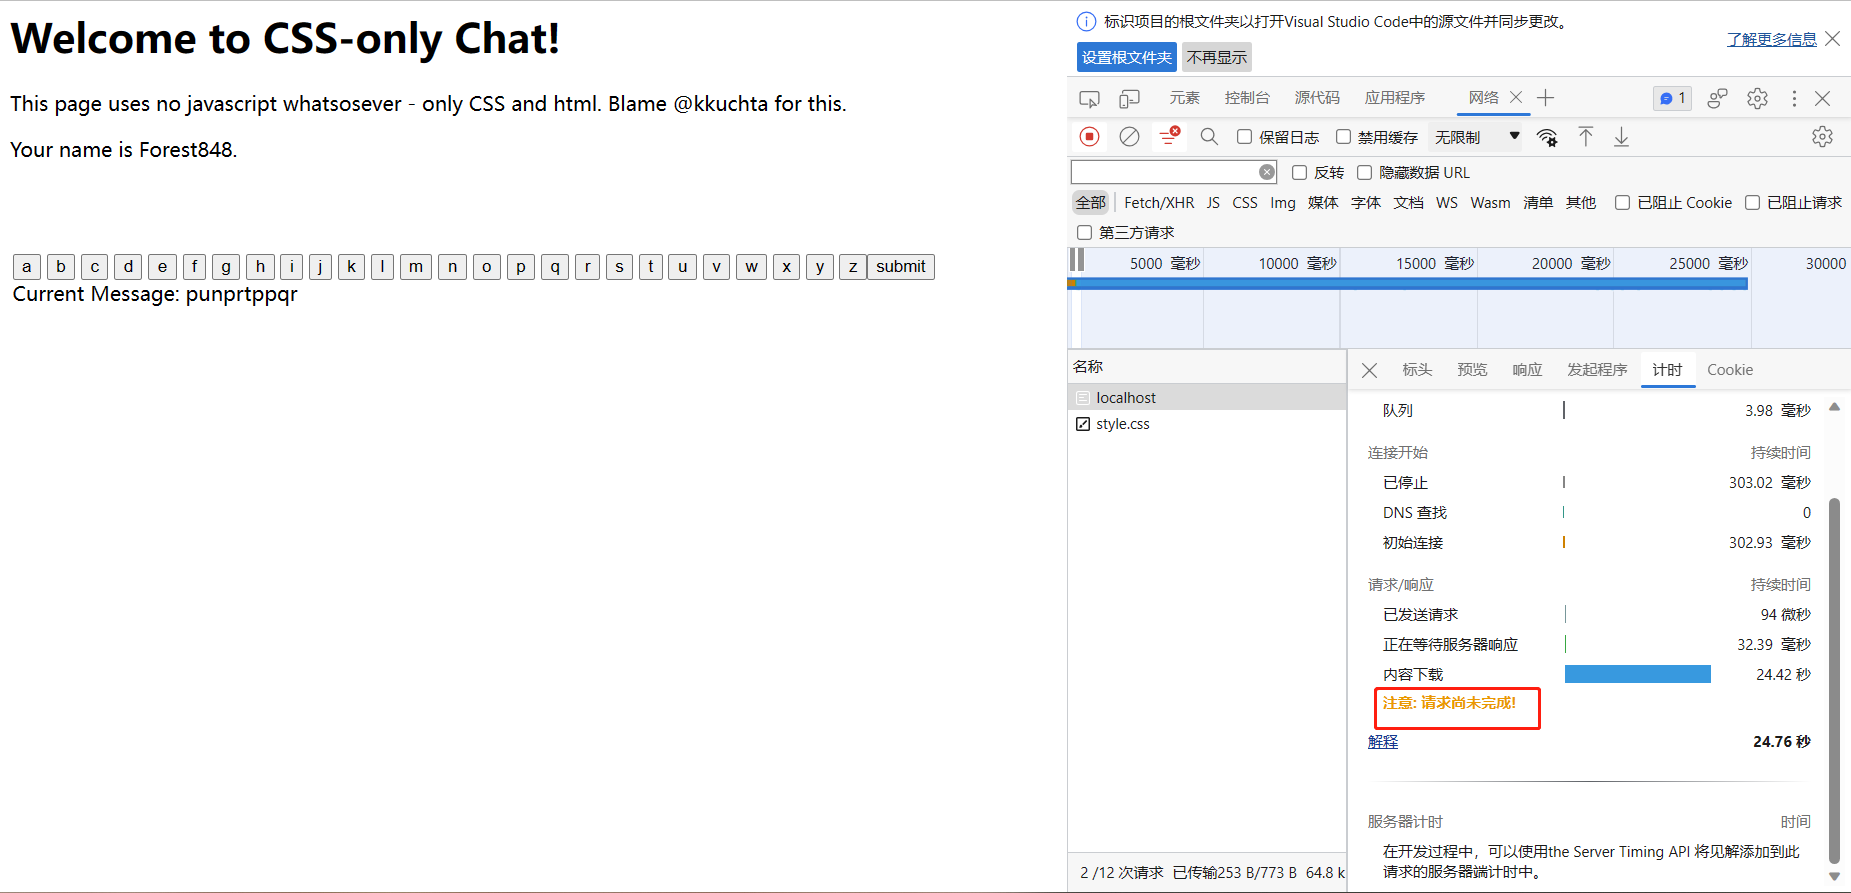 Welcome to CSS-only Chat!
This page uses no javascript whatsosever - only CSS and html. Blame @kkuchta for this.
Your name is Forest848.
a b c d e f g h i j k l m n o p q r s t u v w x y z submit
Current Message: punprtppqr
标识项目的根文件夹以打开Visual Studio Code中的源文件并同步更改。
了解更多信息
设置根文件夹 不再显示
元素 控制台 源代码 应用程序 网络 1
保留日志 禁用缓存 无限制
反转 隐藏数据 URL
全部 Fetch/XHR JS CSS Img 媒体 字体 文档 WS Wasm 清单 其他 已阻止 Cookie 已阻止请求
第三方请求
5000 毫秒 10000 毫秒 15000 毫秒 20000 毫秒 25000 毫秒 30000
名称
localhost
style.css
标头 预览 响应 发起程序 计时 Cookie
队列 3.98 毫秒
连接开始 持续时间
已停止 303.02 毫秒
DNS 查找 0
初始连接 302.93 毫秒
请求/响应 持续时间
已发送请求 94 微秒
正在等待服务器响应 32.39 毫秒
内容下载 24.42 秒
注意: 请求尚未完成!
解释 24.76 秒
服务器计时 时间
在开发过程中，可以使用the Server Timing API 将见解添加到此
请求的服务器端计时中。
2 /12 次请求 已传输253 B/773 B 64.8 k